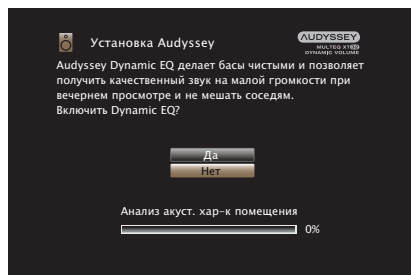 Установка Audyssey
AUDYSSEY
MULTEQ XT32
DYNAMIC VOLUME
Audyssey Dynamic EQ делает басы чистыми и позволяет
получить качественный звук на малой громкости при
вечернем просмотре и не мешать соседям.
Включить Dynamic EQ?
Да
Нет
Анализ акуст. хар-к помещения
0%